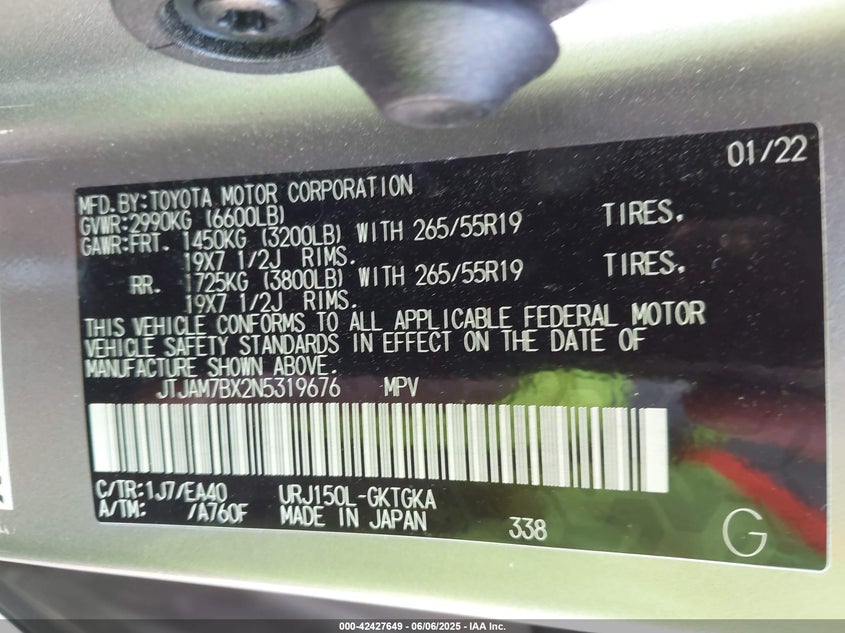 01/22
MFD.BY:TOYOTA MOTOR CORPORATION
GVWR:2990KG (6600LB)
GAWR:FRT. 1450KG (3200LB) WITH 265/55R19 TIRES.
19X7 1/2J RIMS.
RR. 1725KG (3800LB) WITH 265/55R19 TIRES.
19X7 1/2J RIMS.
THIS VEHICLE CONFORMS TO ALL APPLICABLE FEDERAL MOTOR
VEHICLE SAFETY STANDARDS IN EFFECT ON THE DATE OF
MANUFACTURE SHOWN ABOVE.
JTJAM7BX2N5319676 MPV
C/TR:1J7/EA40 URJ150L-GKTGKA
A/TM: /A760F MADE IN JAPAN 338 G
000-42427649 - 06/06/2025 - IAA Inc.